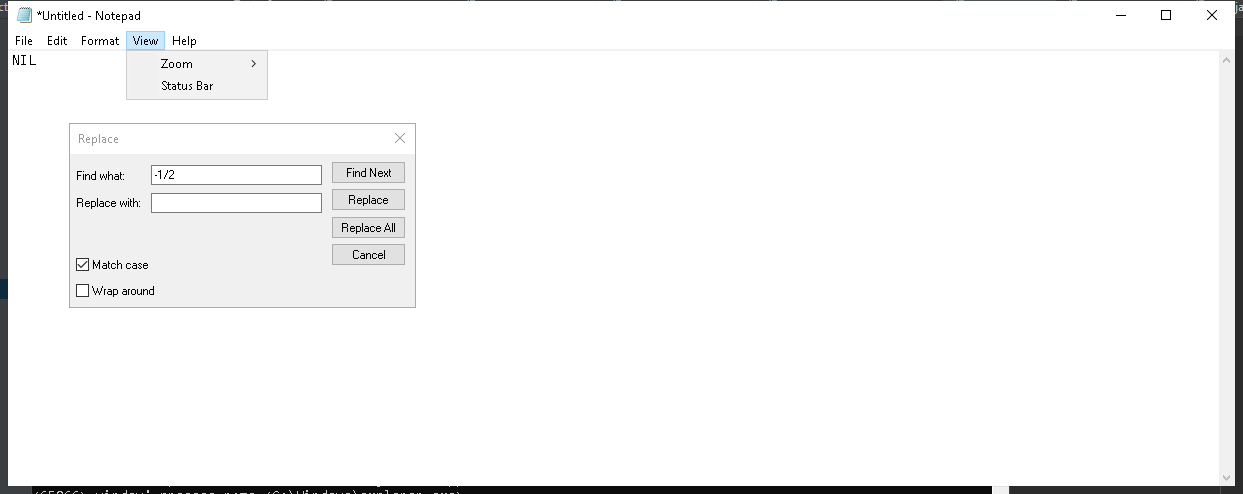 *Untitled - Notepad
File Edit Format View Help
NIL
Zoom
Status Bar
Replace
Find what: -1/2 Find Next
Replace with: Replace
Replace All
Cancel
Match case
Wrap around